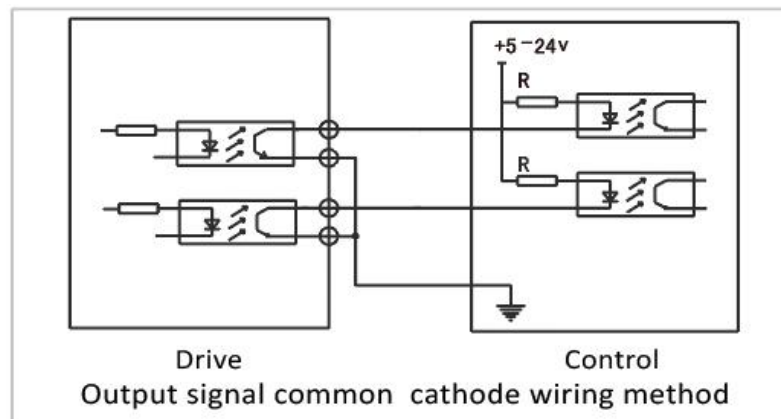 +5-24v
R
R
Drive Control
Output signal common cathode wiring method